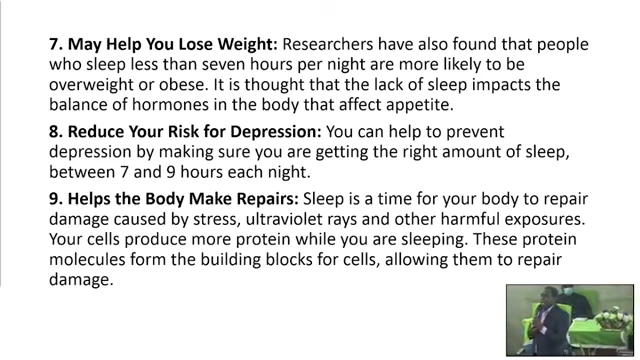 7. May Help You Lose Weight: Researchers have also found that people
who sleep less than seven hours per night are more likely to be
overweight or obese. It is thought that the lack of sleep impacts the
balance of hormones in the body that affect appetite.
8. Reduce Your Risk for Depression: You can help to prevent
depression by making sure you are getting the right amount of sleep,
between 7 and 9 hours each night.
9. Helps the Body Make Repairs: Sleep is a time for your body to repair
damage caused by stress, ultraviolet rays and other harmful exposures.
Your cells produce more protein while you are sleeping. These protein
molecules form the building blocks for cells, allowing them to repair
damage.